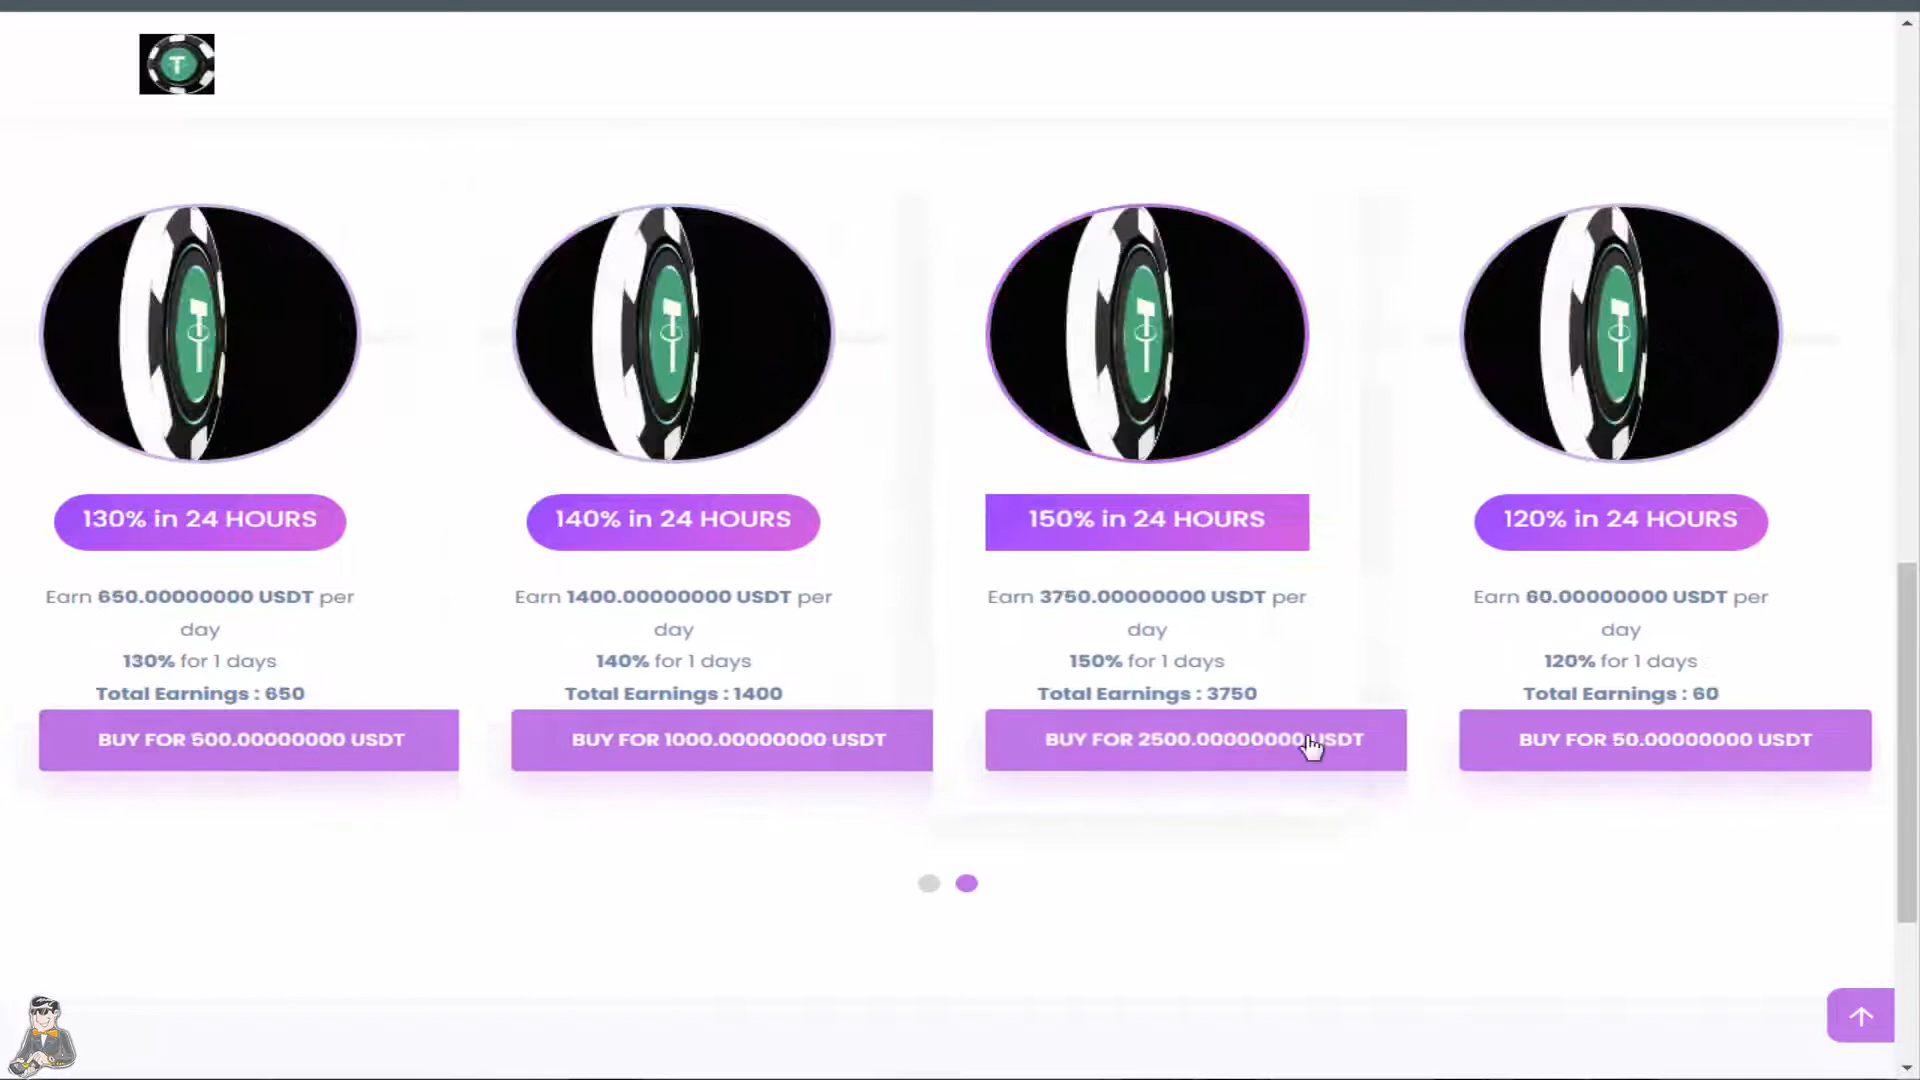 130% in 24 HOURS
Earn 650.00000000 USDT per
day
130% for 1 days
Total Earnings : 650
BUY FOR 500.00000000 USDT
140% in 24 HOURS
Earn 1400.00000000 USDT per
day
140% for 1 days
Total Earnings : 1400
BUY FOR 1000.00000000 USDT
150% in 24 HOURS
Earn 3750.00000000 USDT per
day
150% for 1 days
Total Earnings : 3750
BUY FOR 2500.00000000 USDT
120% in 24 HOURS
Earn 60.00000000 USDT per
day
120% for 1 days
Total Earnings : 60
BUY FOR 50.00000000 USDT